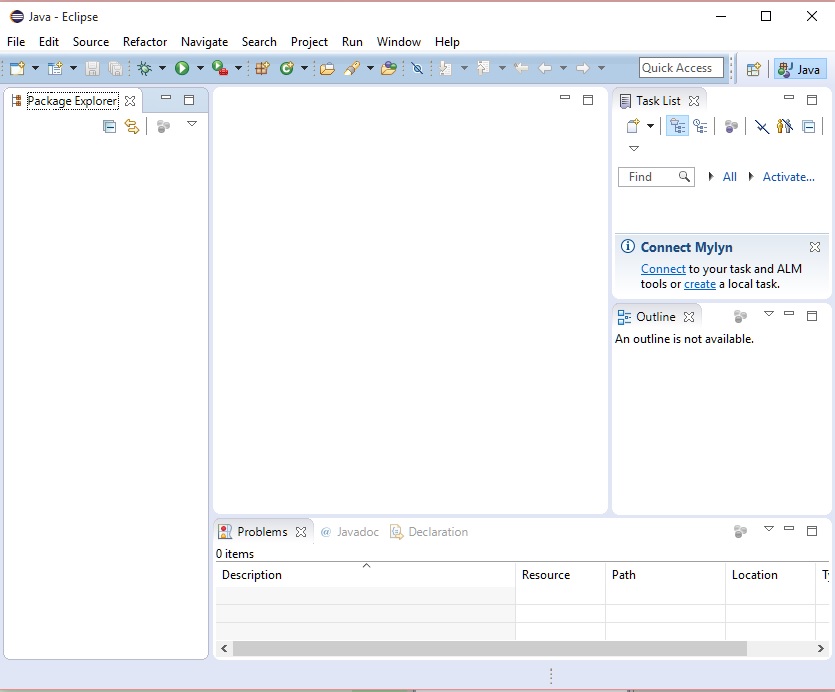 Java - Eclipse
File Edit Source Refactor Navigate Search Project Run Window Help
Quick Access
Java
Package Explorer
Task List
Find
All
Activate...
Connect Mylyn
Connect to your task and ALM
tools or create a local task.
Outline
An outline is not available.
Problems @ Javadoc Declaration
0 items
Description Resource Path Location